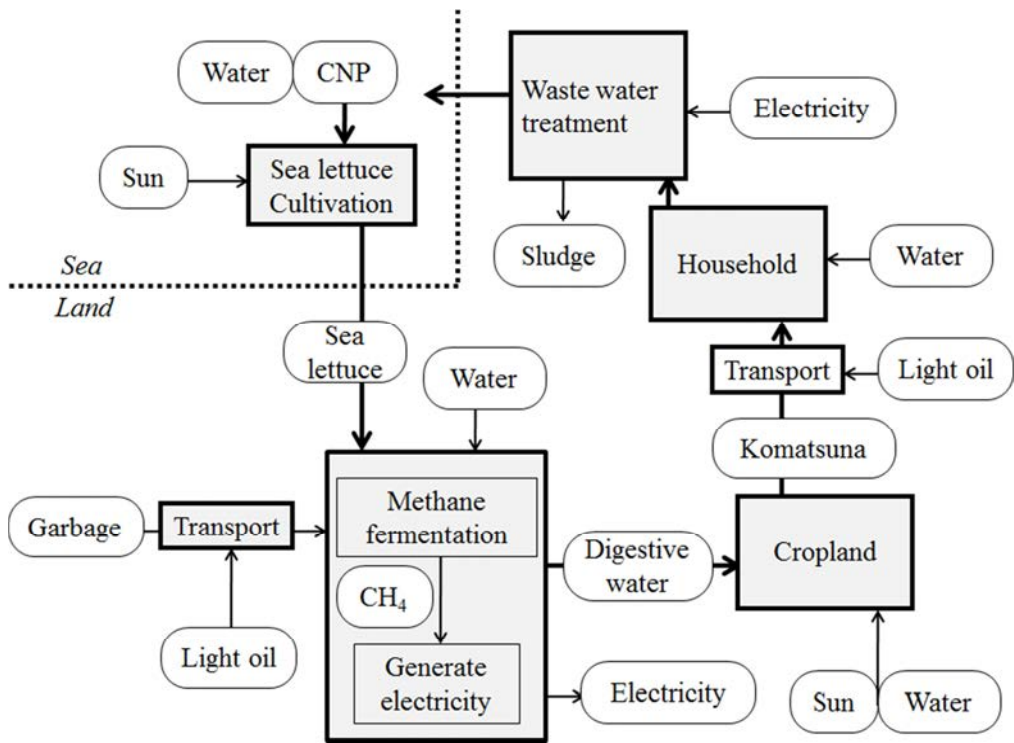 Water
CNP
Waste water
treatment
Electricity
Sun
Sea lettuce
Cultivation
Sludge
Household
Water
Sea
Land
Sea
lettuce
Water
Transport
Light oil
Komatsuna
Garbage
Transport
Methane
fermentation
Digestive
water
Cropland
CH₄
Light oil
Generate
electricity
Electricity
Sun
Water